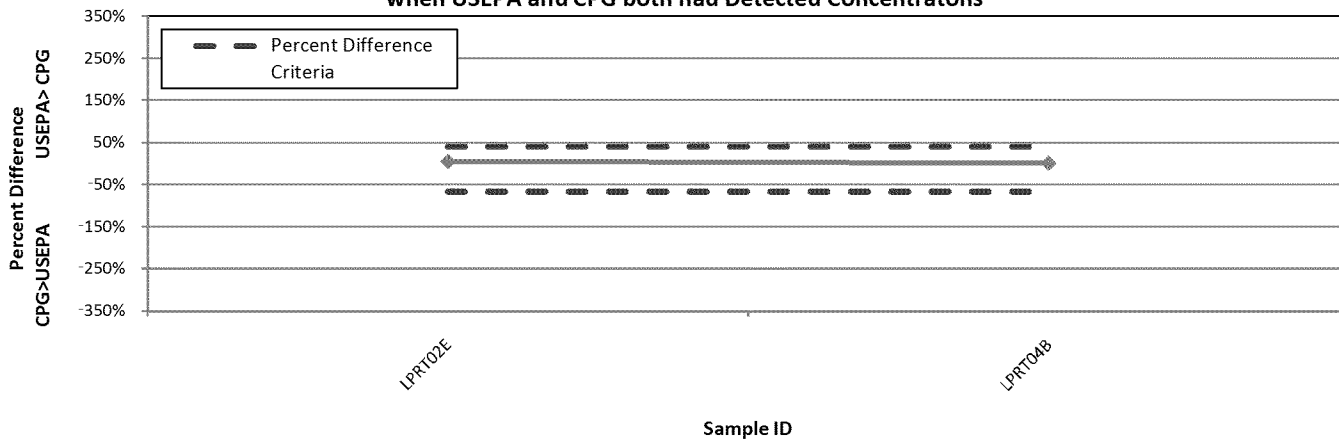 when USEPA and CPG both had Detected Concentratons
350%
250%
150%
50%
-50%
-150%
-250%
-350%
Percent Difference
Criteria
Percent Difference
CPG>USEPA USEPA> CPG
LPRT02E
LPRT04B
Sample ID